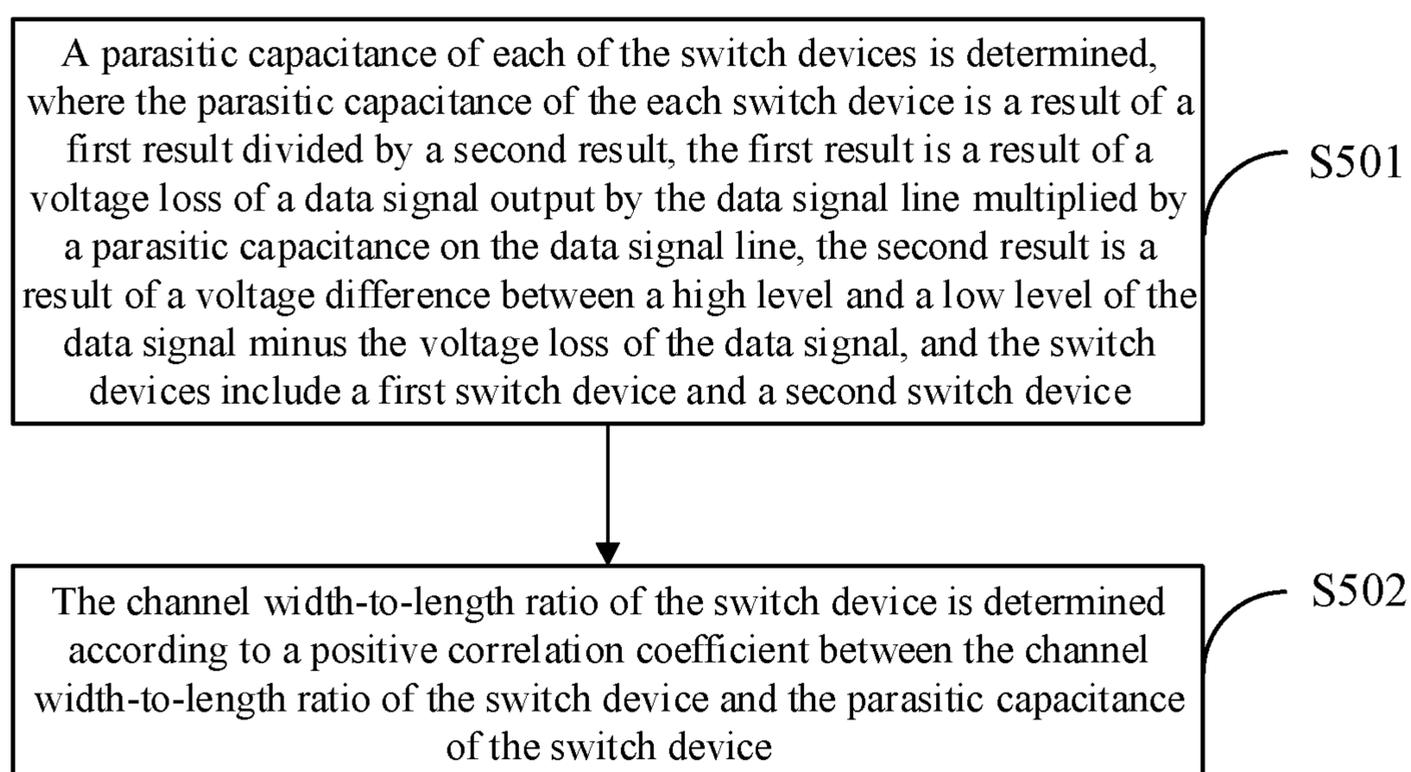 A parasitic capacitance of each of the switch devices is determined,
where the parasitic capacitance of the each switch device is a result of a
first result divided by a second result, the first result is a result of a
voltage loss of a data signal output by the data signal line multiplied by
a parasitic capacitance on the data signal line, the second result is a
result of a voltage difference between a high level and a low level of the
data signal minus the voltage loss of the data signal, and the switch
devices include a first switch device and a second switch device
S501
The channel width-to-length ratio of the switch device is determined
according to a positive correlation coefficient between the channel
width-to-length ratio of the switch device and the parasitic capacitance
of the switch device
S502